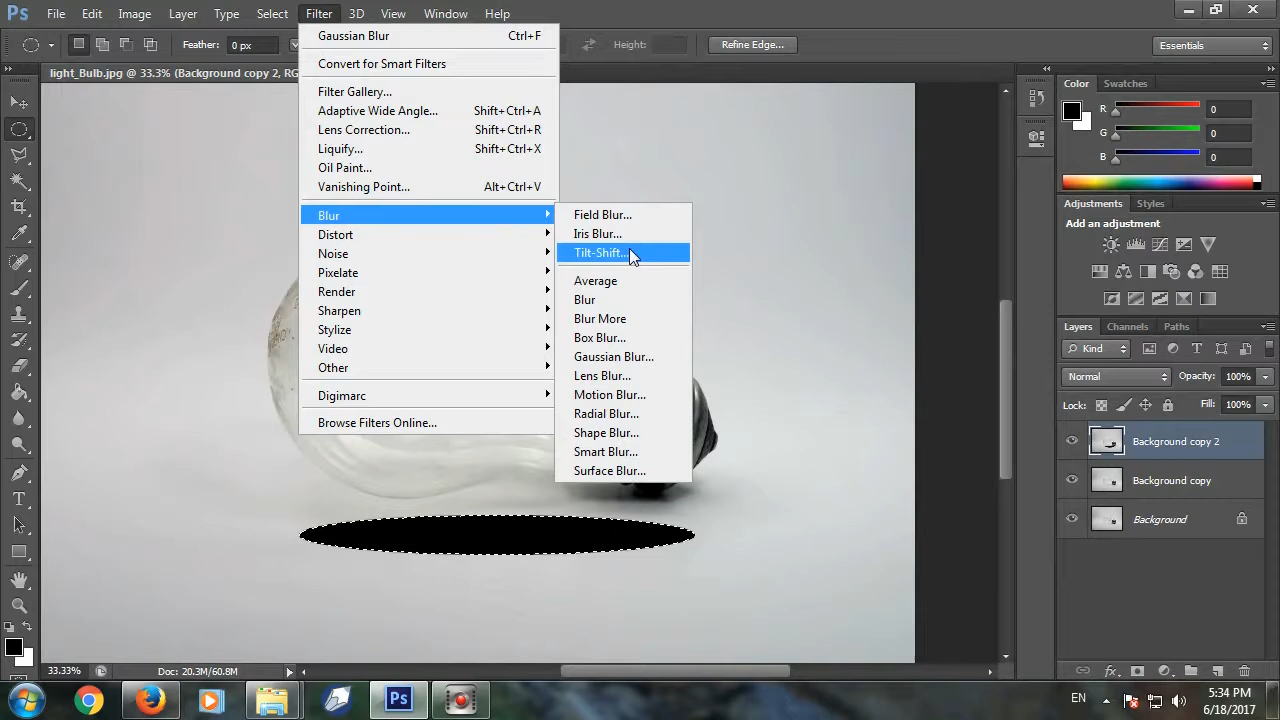 Ps File Edit Image Layer Type Select Filter 3D View Window Help
Feather: 0 px Height: Refine Edge... Essentials
light_Bulb.jpg @ 33.3% (Background copy 2, RG
Gaussian Blur Ctrl+F
Convert for Smart Filters
Filter Gallery...
Adaptive Wide Angle... Shift+Ctrl+A
Lens Correction... Shift+Ctrl+R
Liquify... Shift+Ctrl+X
Oil Paint...
Vanishing Point... Alt+Ctrl+V
Blur
Distort
Noise
Pixelate
Render
Sharpen
Stylize
Video
Other
Digimarc
Browse Filters Online...
Field Blur...
Iris Blur...
Tilt-Shift...
Average
Blur
Blur More
Box Blur...
Gaussian Blur...
Lens Blur...
Motion Blur...
Radial Blur...
Shape Blur...
Smart Blur...
Surface Blur...
Color Swatches
R 0
G 0
B 0
Adjustments Styles
Add an adjustment
Layers Channels Paths
Kind
Normal Opacity: 100%
Lock: Fill: 100%
Background copy 2
Background copy
Background
33.33% Doc: 20.3M/60.8M
Ps EN 5:34 PM
6/18/2017